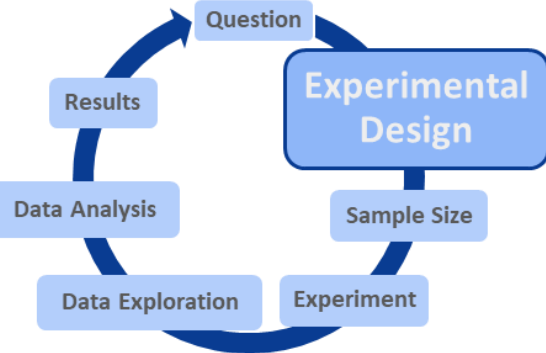 Question
Experimental
Design
Sample Size
Experiment
Data Exploration
Data Analysis
Results